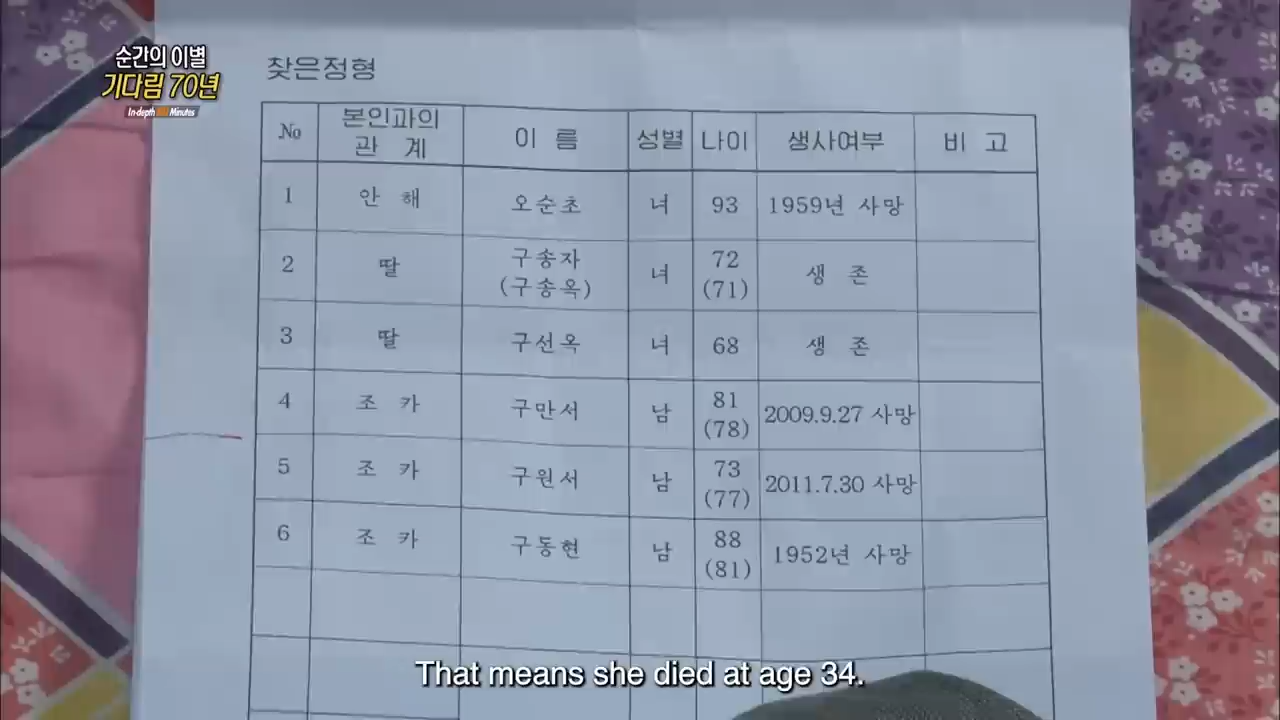 순간의 이별
기다림 70년
In-depth 60 Minutes
찾은정형
№ 본인과의 관 계 이 름 성별 나이 생사여부 비 고
1 안 해 오순초 녀 93 1959년 사망
2 딸 구송자 (구송옥) 녀 72 (71) 생 존
3 딸 구선옥 녀 68 생 존
4 조 카 구만서 남 81 (78) 2009.9.27 사망
5 조 카 구원서 남 73 (77) 2011.7.30 사망
6 조 카 구동현 남 88 (81) 1952년 사망
That means she died at age 34.